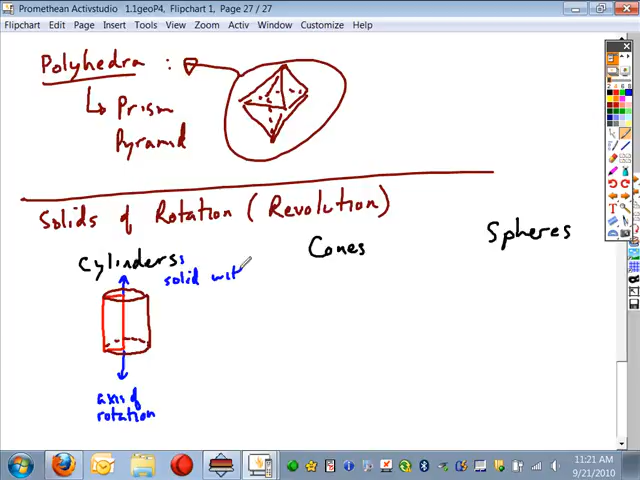 Promethean Activstudio  1.1geoP4,  Flipchart 1,  Page 27 / 27
Flipchart Edit Page Insert Tools View Zoom Activ Window Customize
Polyhedra :
Prism
Pyramid
Solids of Rotation (Revolution)
Cylinders:
Cones
Spheres
solid wit
axis of
rotation
11:21 AM
9/21/2010